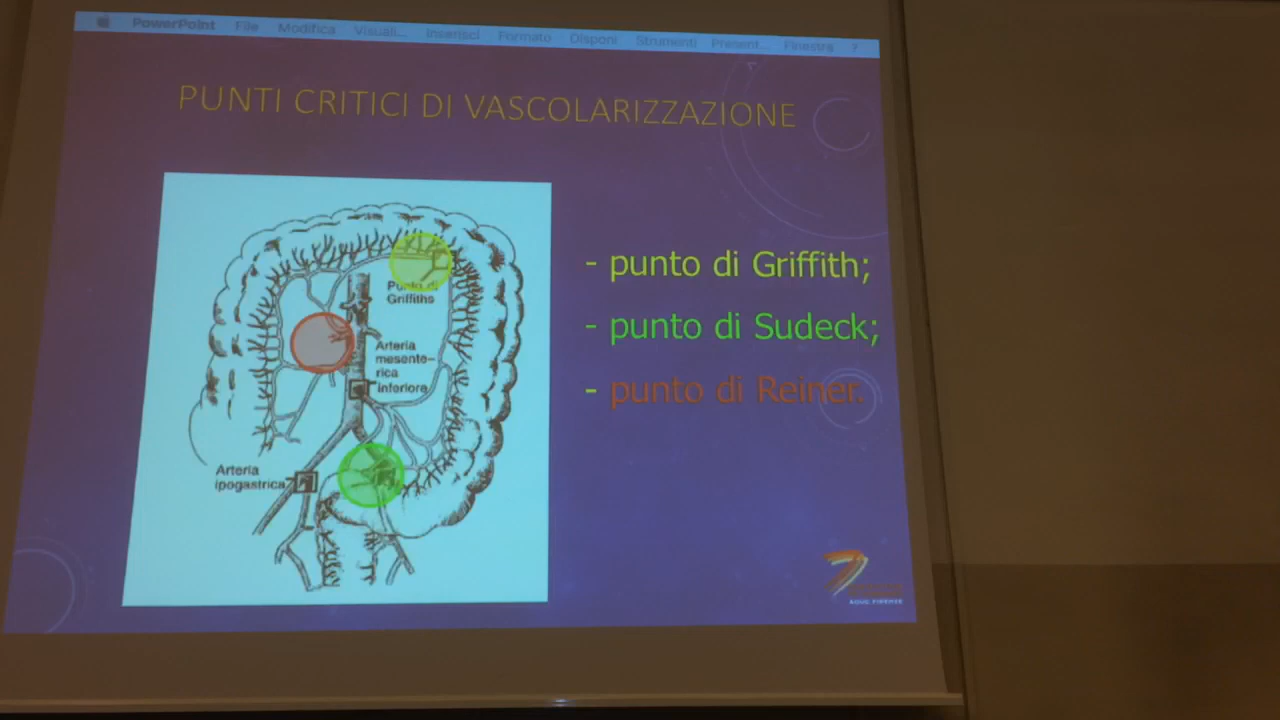 PowerPoint File Modifica Visuali... Inserisci Formato Disponi Strumenti Present... Finestra ?
PUNTI CRITICI DI VASCOLARIZZAZIONE
Punto di
Griffiths
Arteria
mesente-
rica
inferiore
Arteria
ipogastrica
- punto di Griffith;
- punto di Sudeck;
- punto di Reiner.